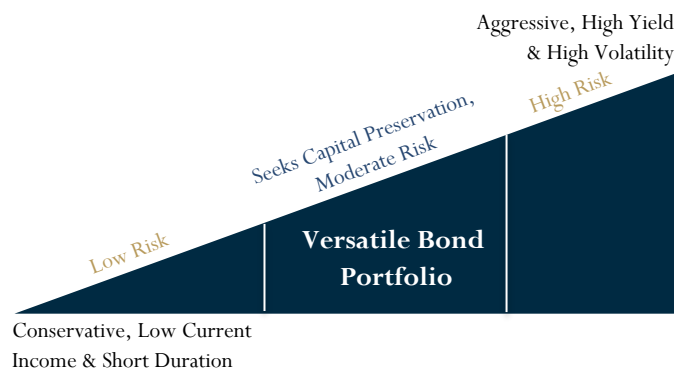 Aggressive, High Yield
& High Volatility
High Risk
Seeks Capital Preservation,
Moderate Risk
Low Risk
Versatile Bond
Portfolio
Conservative, Low Current
Income & Short Duration